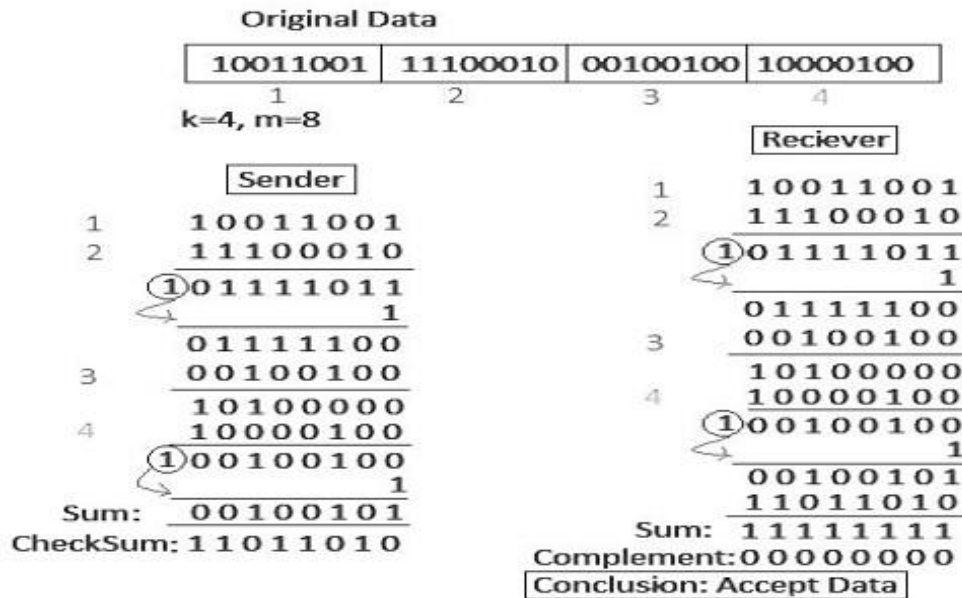 Original Data
10011001 11100010 00100100 10000100
1 2 3 4
k=4, m=8
Sender
1 10011001
2 11100010
1 01111011
1
01111100
3 00100100
10100000
4 10000100
1 00100100
1
Sum: 00100101
CheckSum: 11011010
Reciever
1 10011001
2 11100010
1 01111011
1
01111100
3 00100100
10100000
4 10000100
1 00100100
1
00100101
11011010
Sum: 11111111
Complement: 00000000
Conclusion: Accept Data